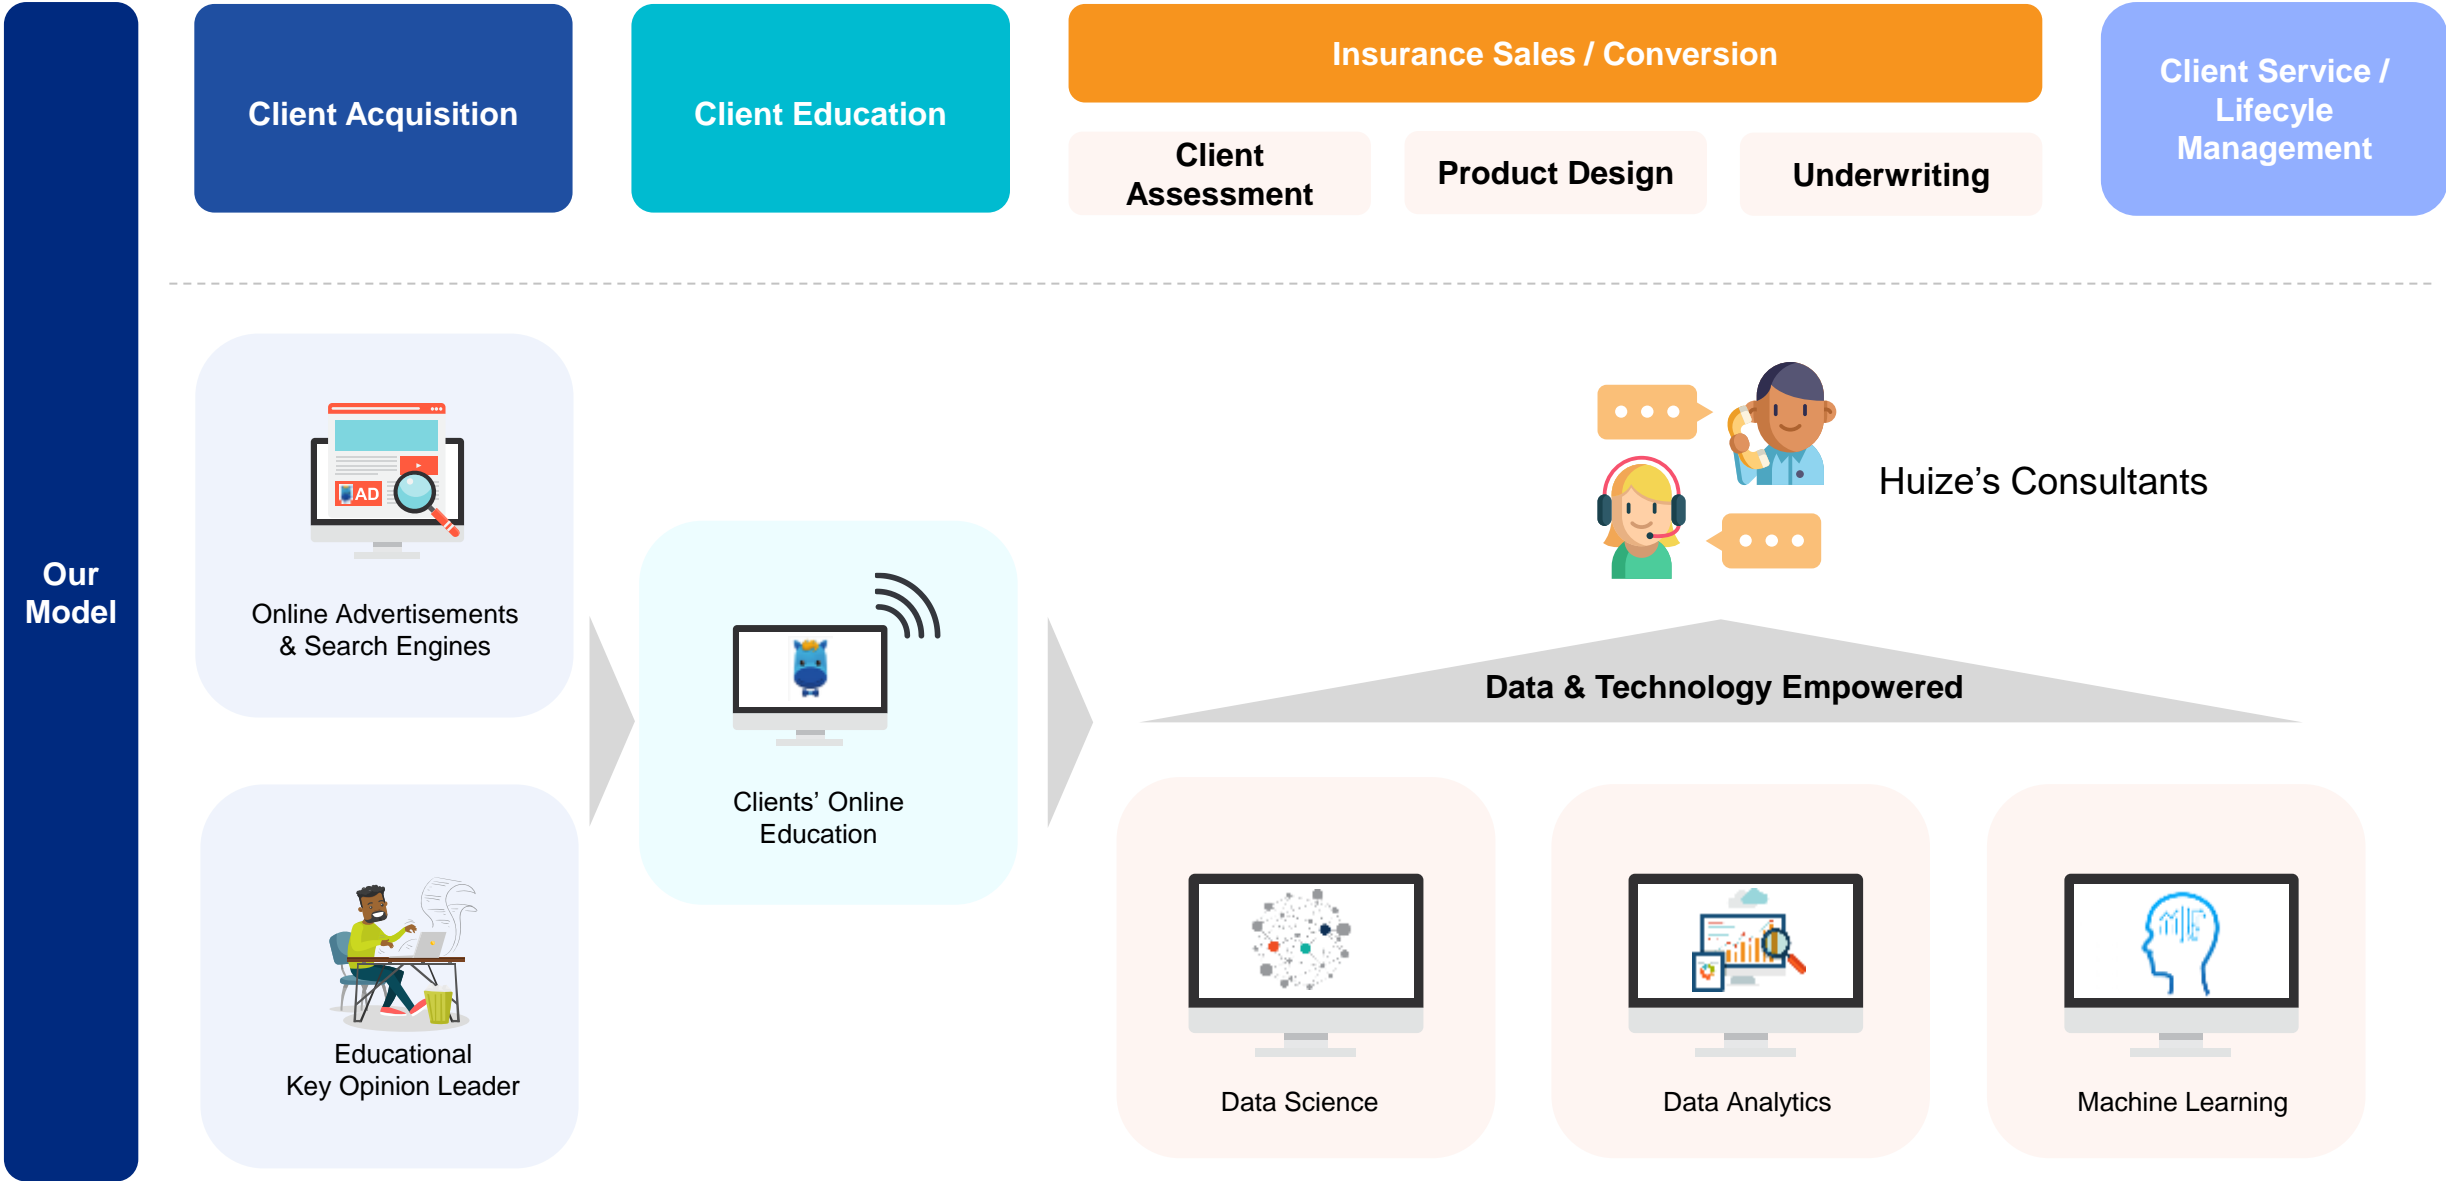 Our
Model
Client Acquisition
Client Education
Insurance Sales / Conversion
Client
Assessment
Product Design
Underwriting
Client Service /
Lifecyle
Management
AD
Online Advertisements
& Search Engines
Educational
Key Opinion Leader
Clients’ Online
Education
Huize’s Consultants
Data & Technology Empowered
Data Science
Data Analytics
Machine Learning